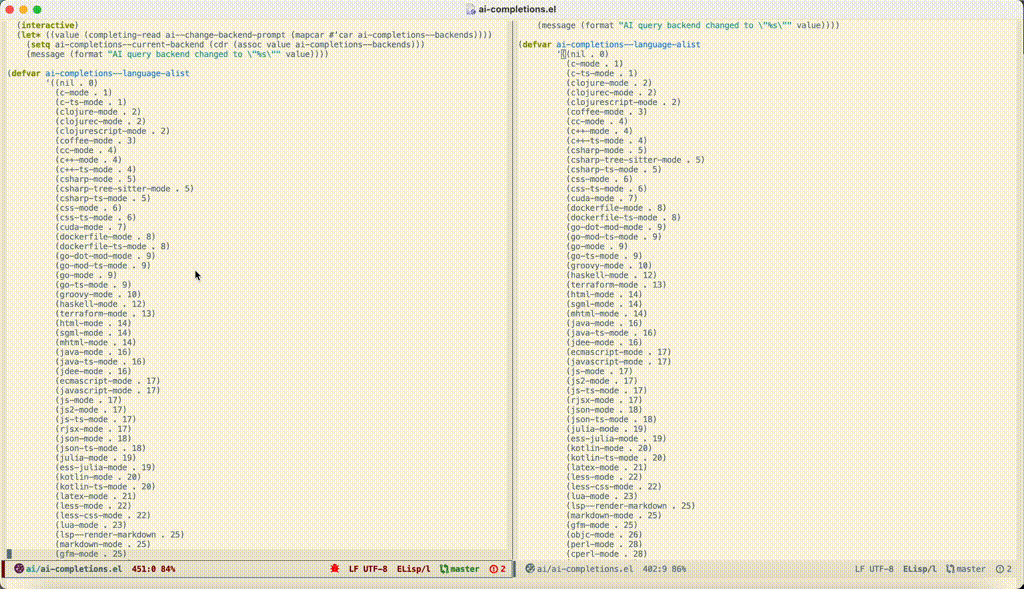 ai-completions.el
(interactive)
(let* ((value (completing-read ai--change-backend-prompt (mapcar #'car ai-completions--backends))))
(setq ai-completions--current-backend (cdr (assoc value ai-completions--backends)))
(message (format "AI query backend changed to \"%s\"" value))))
(defvar ai-completions--language-alist
'((nil . 0)
(c-mode . 1)
(c-ts-mode . 1)
(clojure-mode . 2)
(clojurec-mode . 2)
(clojurescript-mode . 2)
(coffee-mode . 3)
(cc-mode . 4)
(c++-mode . 4)
(c++-ts-mode . 4)
(csharp-mode . 5)
(csharp-tree-sitter-mode . 5)
(csharp-ts-mode . 5)
(css-mode . 6)
(css-ts-mode . 6)
(cuda-mode . 7)
(dockerfile-mode . 8)
(dockerfile-ts-mode . 8)
(go-dot-mod-mode . 9)
(go-mod-ts-mode . 9)
(go-mode . 9)
(go-ts-mode . 9)
(groovy-mode . 10)
(haskell-mode . 12)
(terraform-mode . 13)
(html-mode . 14)
(sgml-mode . 14)
(mhtml-mode . 14)
(java-mode . 16)
(java-ts-mode . 16)
(jdee-mode . 16)
(ecmascript-mode . 17)
(javascript-mode . 17)
(js-mode . 17)
(js2-mode . 17)
(js-ts-mode . 17)
(rjsx-mode . 17)
(json-mode . 18)
(json-ts-mode . 18)
(julia-mode . 19)
(ess-julia-mode . 19)
(kotlin-mode . 20)
(kotlin-ts-mode . 20)
(latex-mode . 21)
(less-mode . 22)
(less-css-mode . 22)
(lua-mode . 23)
(lsp--render-markdown . 25)
(markdown-mode . 25)
(gfm-mode . 25)
ai/ai-completions.el 451:0 84% LF UTF-8 ELisp/l master 2
(message (format "AI query backend changed to \"%s\"" value))))
(defvar ai-completions--language-alist
'((nil . 0)
(c-mode . 1)
(c-ts-mode . 1)
(clojure-mode . 2)
(clojurec-mode . 2)
(clojurescript-mode . 2)
(coffee-mode . 3)
(cc-mode . 4)
(c++-mode . 4)
(c++-ts-mode . 4)
(csharp-mode . 5)
(csharp-tree-sitter-mode . 5)
(csharp-ts-mode . 5)
(css-mode . 6)
(css-ts-mode . 6)
(cuda-mode . 7)
(dockerfile-mode . 8)
(dockerfile-ts-mode . 8)
(go-dot-mod-mode . 9)
(go-mod-ts-mode . 9)
(go-mode . 9)
(go-ts-mode . 9)
(groovy-mode . 10)
(haskell-mode . 12)
(terraform-mode . 13)
(html-mode . 14)
(sgml-mode . 14)
(mhtml-mode . 14)
(java-mode . 16)
(java-ts-mode . 16)
(jdee-mode . 16)
(ecmascript-mode . 17)
(javascript-mode . 17)
(js-mode . 17)
(js2-mode . 17)
(js-ts-mode . 17)
(rjsx-mode . 17)
(json-mode . 18)
(json-ts-mode . 18)
(julia-mode . 19)
(ess-julia-mode . 19)
(kotlin-mode . 20)
(kotlin-ts-mode . 20)
(latex-mode . 21)
(less-mode . 22)
(less-css-mode . 22)
(lua-mode . 23)
(lsp--render-markdown . 25)
(markdown-mode . 25)
(gfm-mode . 25)
(objc-mode . 26)
(perl-mode . 28)
(cperl-mode . 28)
ai/ai-completions.el 402:9 86% LF UTF-8 ELisp/l master 2